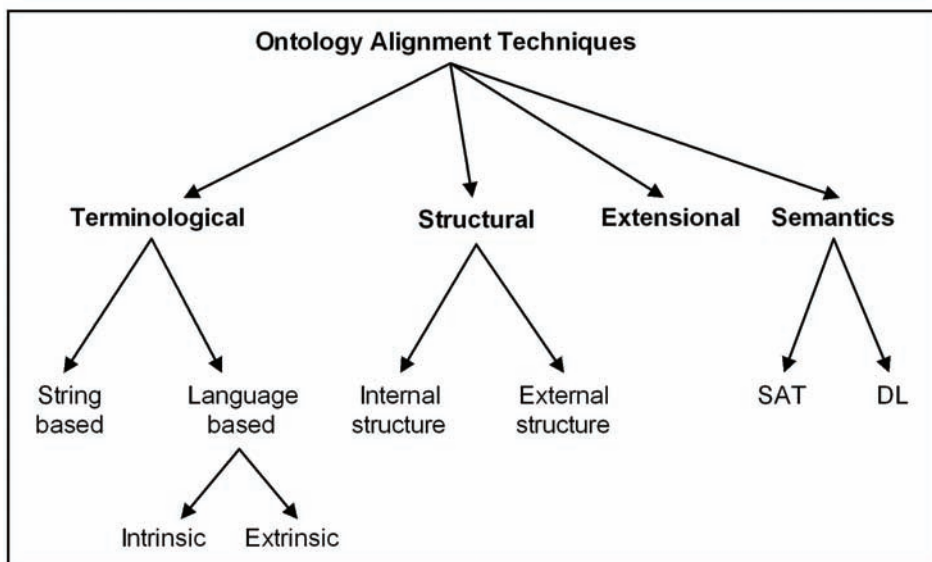 Ontology Alignment Techniques
Terminological
Structural
Extensional
Semantics
String
based
Language
based
Internal
structure
External
structure
SAT
DL
Intrinsic
Extrinsic